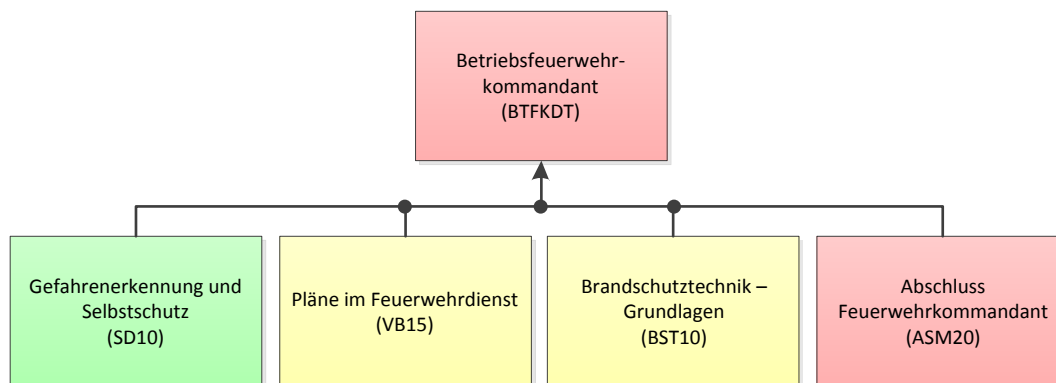 Betriebsfeuerwehr-
kommandant
(BTFKDT)
Gefahrenerkennung und
Selbstschutz
(SD10)
Pläne im Feuerwehrdienst
(VB15)
Brandschutztechnik –
Grundlagen
(BST10)
Abschluss
Feuerwehrkommandant
(ASM20)